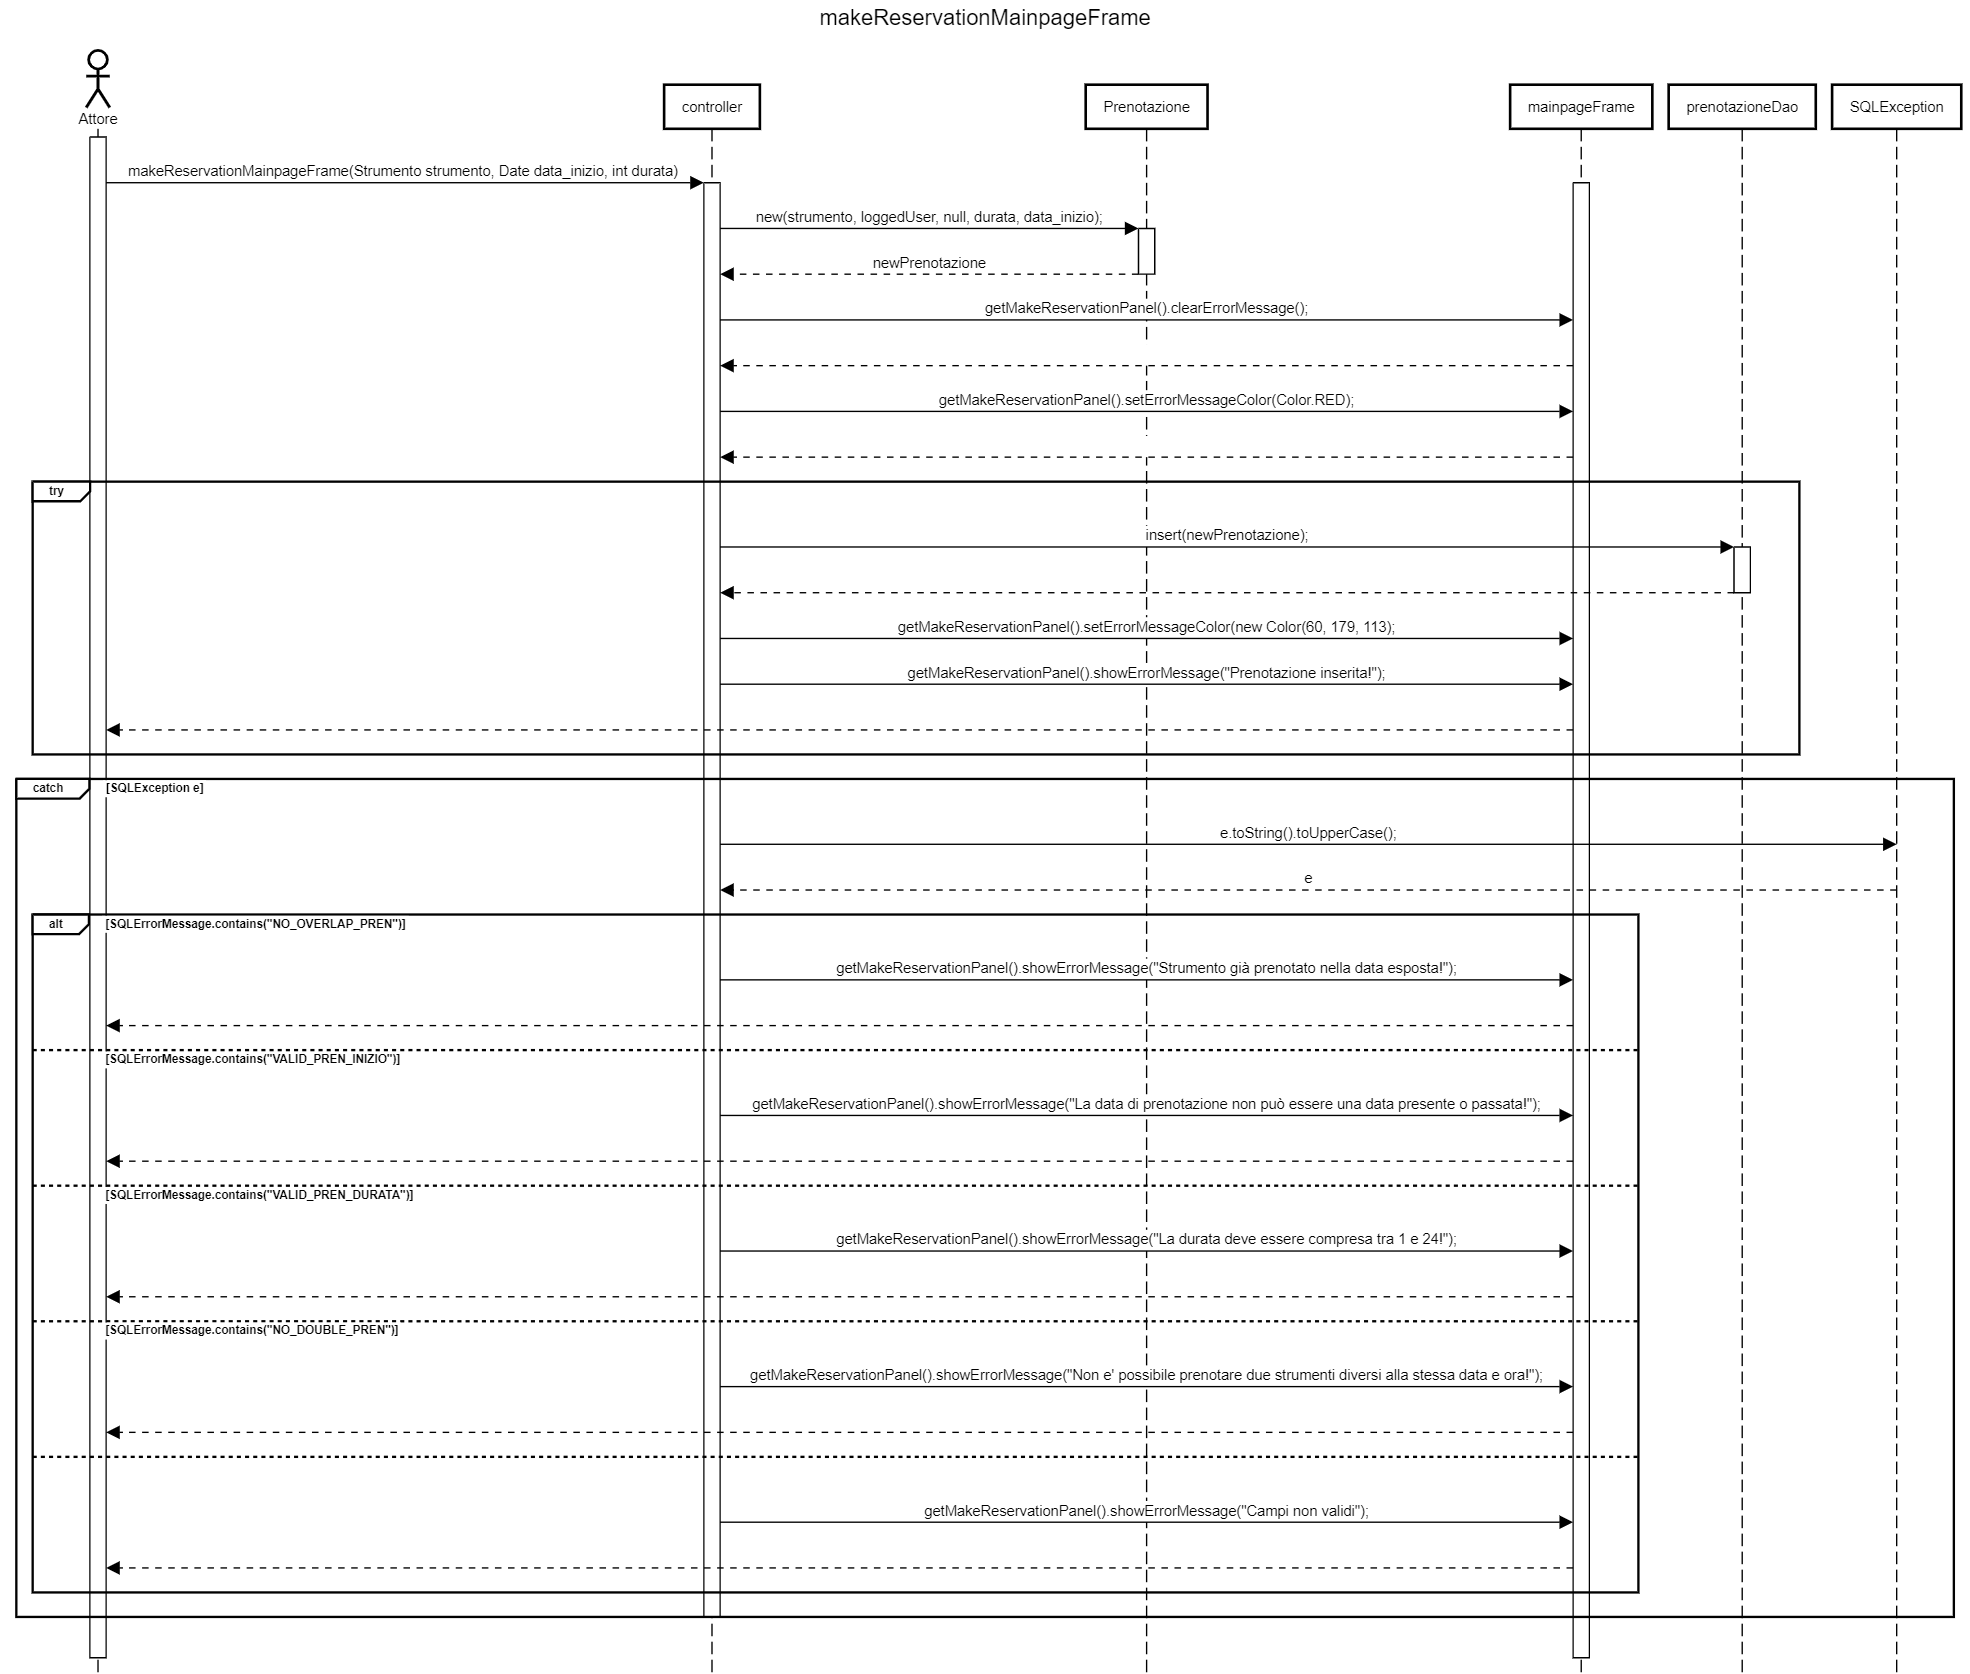 makeReservationMainpageFrame
Attore
controller
Prenotazione
mainpageFrame
prenotazioneDao
SQLException
makeReservationMainpageFrame(Strumento strumento, Date data_inizio, int durata)
new(strumento, loggedUser, null, durata, data_inizio);
newPrenotazione
getMakeReservationPanel().clearErrorMessage();
getMakeReservationPanel().setErrorMessageColor(Color.RED);
try
insert(newPrenotazione);
getMakeReservationPanel().setErrorMessageColor(new Color(60, 179, 113);
getMakeReservationPanel().showErrorMessage("Prenotazione inserita!");
catch
[SQLException e]
e.toString().toUpperCase();
e
alt
[SQLErrorMessage.contains("NO_OVERLAP_PREN")]
getMakeReservationPanel().showErrorMessage("Strumento già prenotato nella data esposta!");
[SQLErrorMessage.contains("VALID_PREN_INIZIO")]
getMakeReservationPanel().showErrorMessage("La data di prenotazione non può essere una data presente o passata!");
[SQLErrorMessage.contains("VALID_PREN_DURATA")]
getMakeReservationPanel().showErrorMessage("La durata deve essere compresa tra 1 e 24!");
[SQLErrorMessage.contains("NO_DOUBLE_PREN")]
getMakeReservationPanel().showErrorMessage("Non e' possibile prenotare due strumenti diversi alla stessa data e ora!");
getMakeReservationPanel().showErrorMessage("Campi non validi");